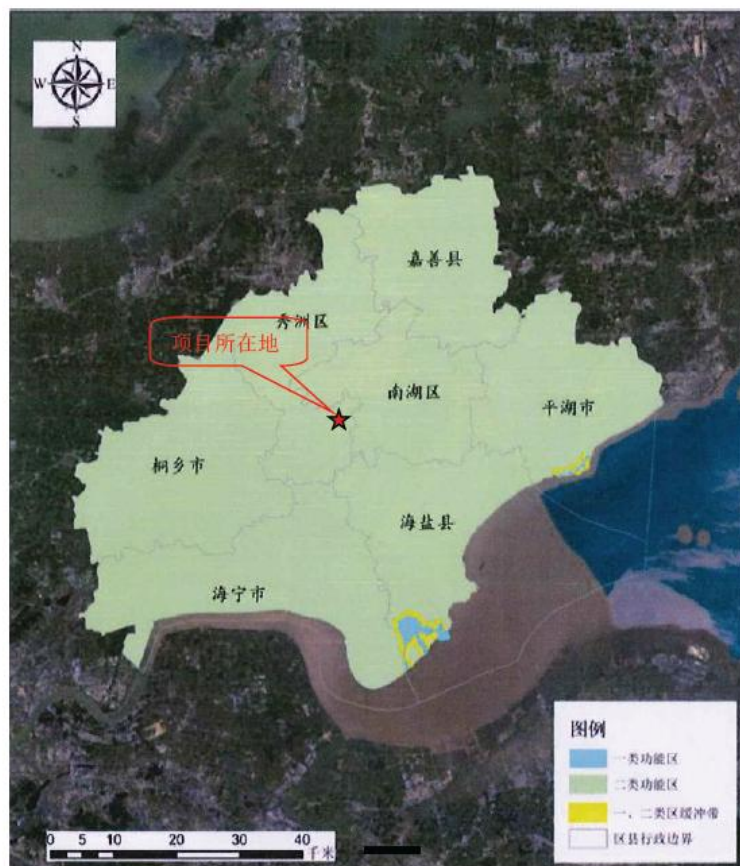 N
W
E
S
嘉善县
秀洲区
项目所在地
南湖区
平湖市
桐乡市
海盐县
海宁市
图例
一类功能区
二类功能区
一、二类区缓冲带
区县行政边界
0 5 10 20 30 40
千米